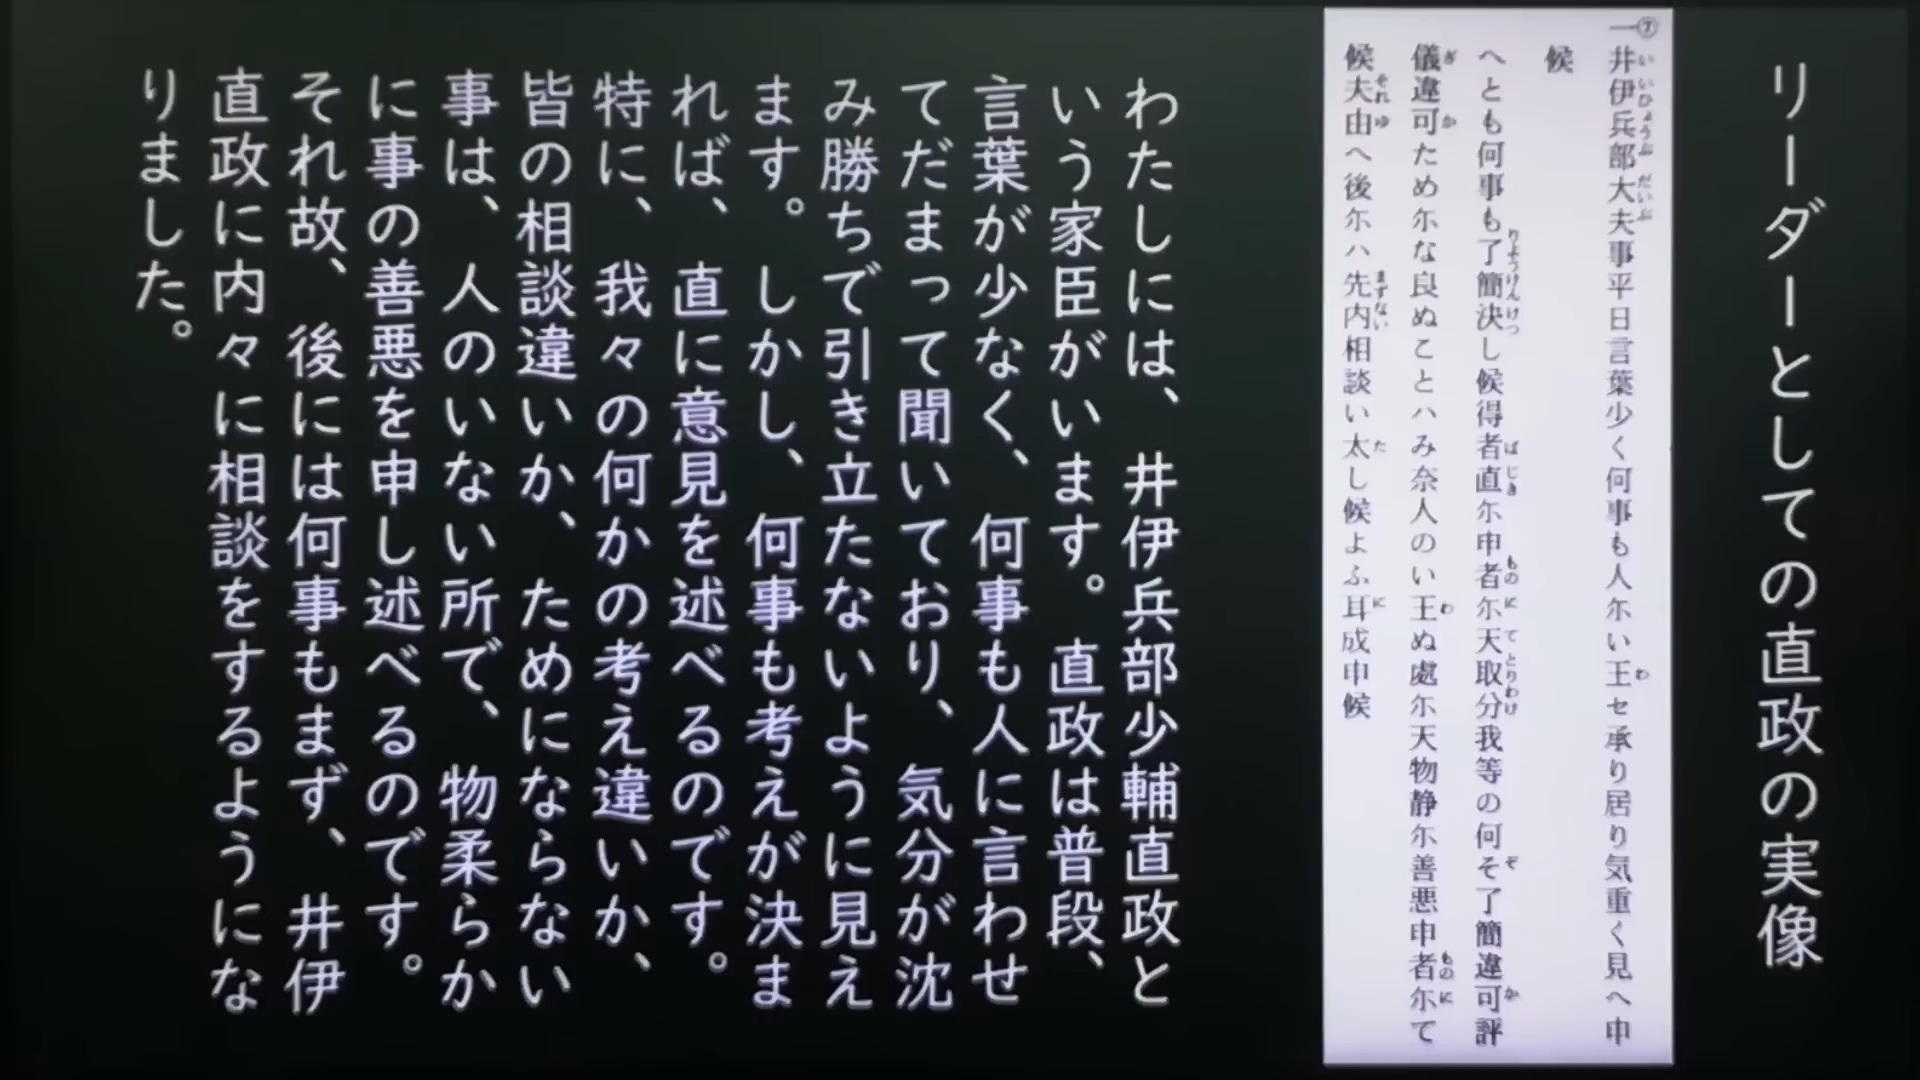 リーダーとしての直政の実像
⑦
一井伊兵部大夫事平日言葉少く何事も人尓い王セ承り居り気重く見へ申
候
へとも何事も了簡決し候得者直尓申者尓天取分我等の何そ了簡違可評
儀違可ため尓な良ぬことハみ奈人のい王ぬ處尓天物静尓善悪申者尓て
候夫由へ後尓ハ先内相談い太し候よふ耳成申候
わたしには、井伊兵部少輔直政と
いう家臣がいます。直政は普段、
言葉が少なく、何事も人に言わせ
てだまって聞いており、気分が沈
み勝ちで引き立たないように見え
ます。しかし、何事も考えが決ま
れば、直に意見を述べるのです。
特に、我々の何かの考え違いか、
皆の相談違いか、ためにならない
事は、人のいない所で、物柔らか
に事の善悪を申し述べるのです。
それ故、後には何事もまず、井伊
直政に内々に相談をするようにな
りました。